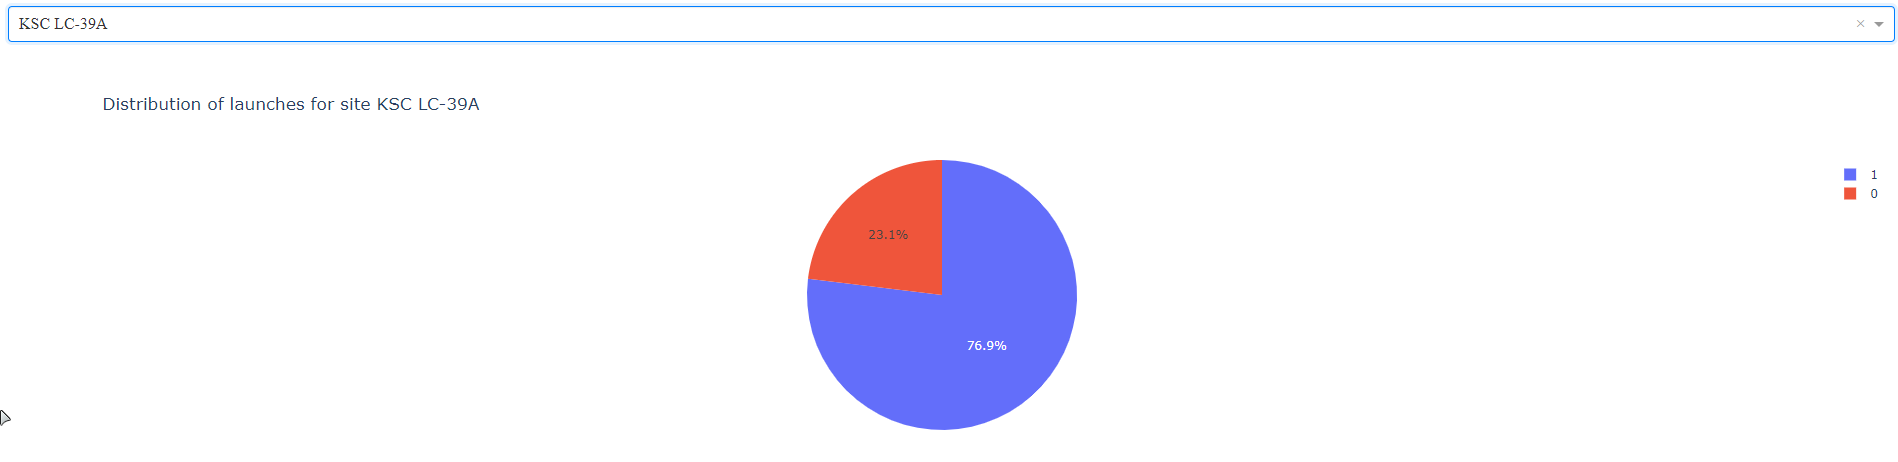 KSC LC-39A
Distribution of launches for site KSC LC-39A
1
0
23.1%
76.9%